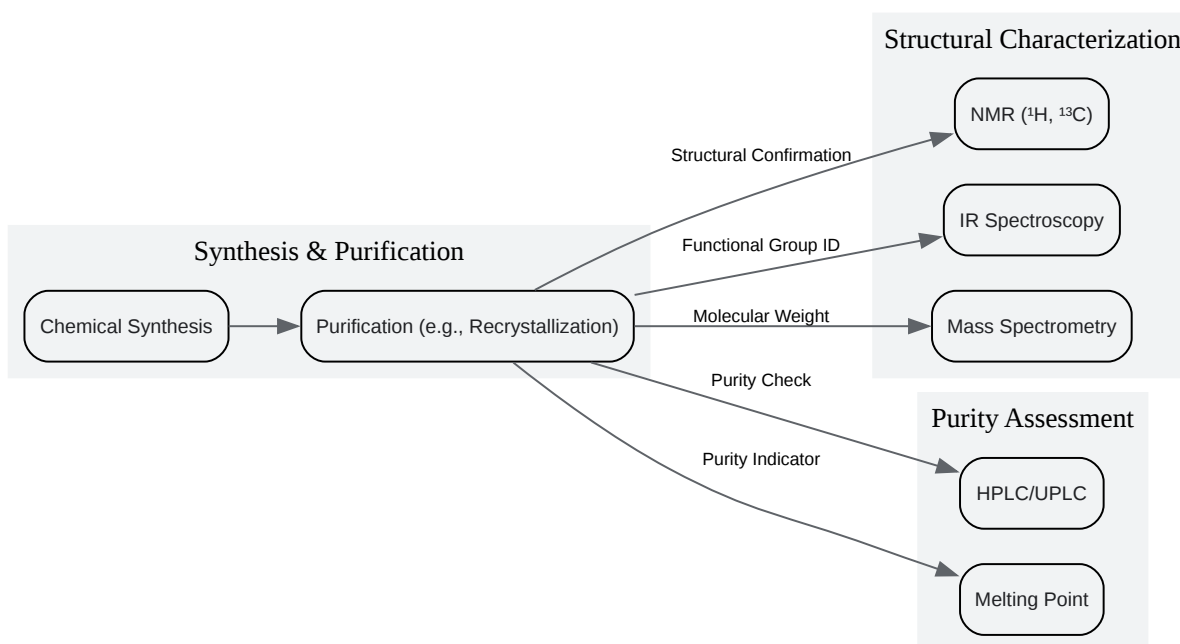 Structural Characterization
NMR (¹H, ¹³C)
Structural Confirmation
IR Spectroscopy
Functional Group ID
Synthesis & Purification
Chemical Synthesis
Purification (e.g., Recrystallization)
Molecular Weight
Mass Spectrometry
Purity Check
Purity Assessment
Purity Indicator
HPLC/UPLC
Melting Point